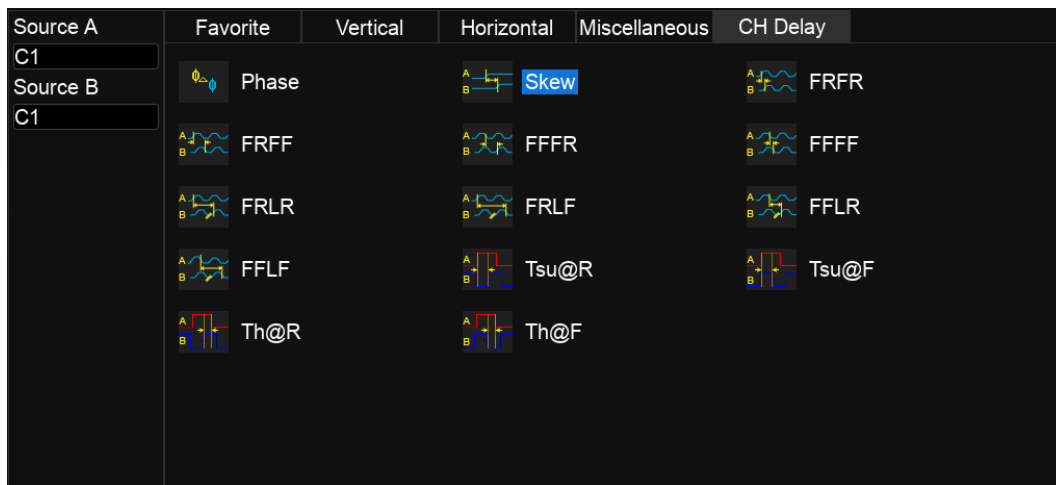 Source A
C1
Source B
C1
Favorite Vertical Horizontal Miscellaneous CH Delay
Phase A B Skew A B FRFR
A B FRFF A B FFFR A B FFFF
A B FRLR A B FRLF A B FFLR
A B FFLF A B Tsu@R A B Tsu@F
A B Th@R A B Th@F